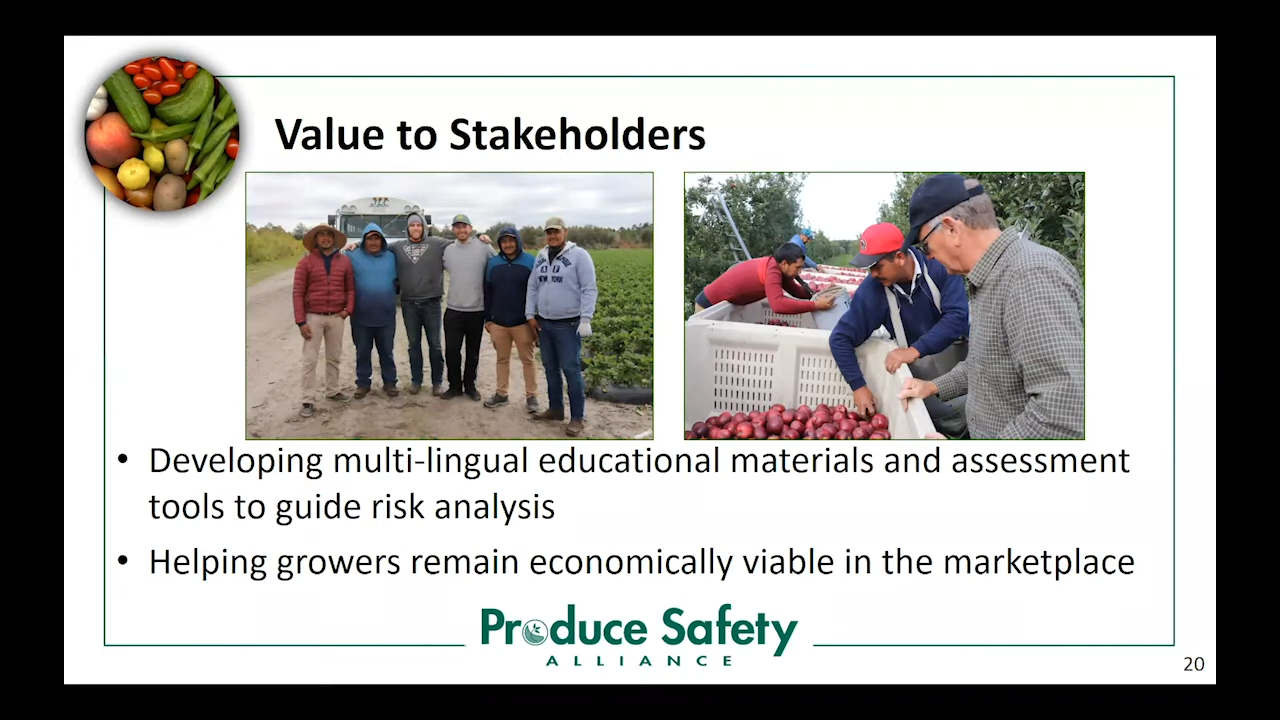 Value to Stakeholders
• Developing multi-lingual educational materials and assessment
tools to guide risk analysis
• Helping growers remain economically viable in the marketplace
Produce Safety
ALLIANCE
20